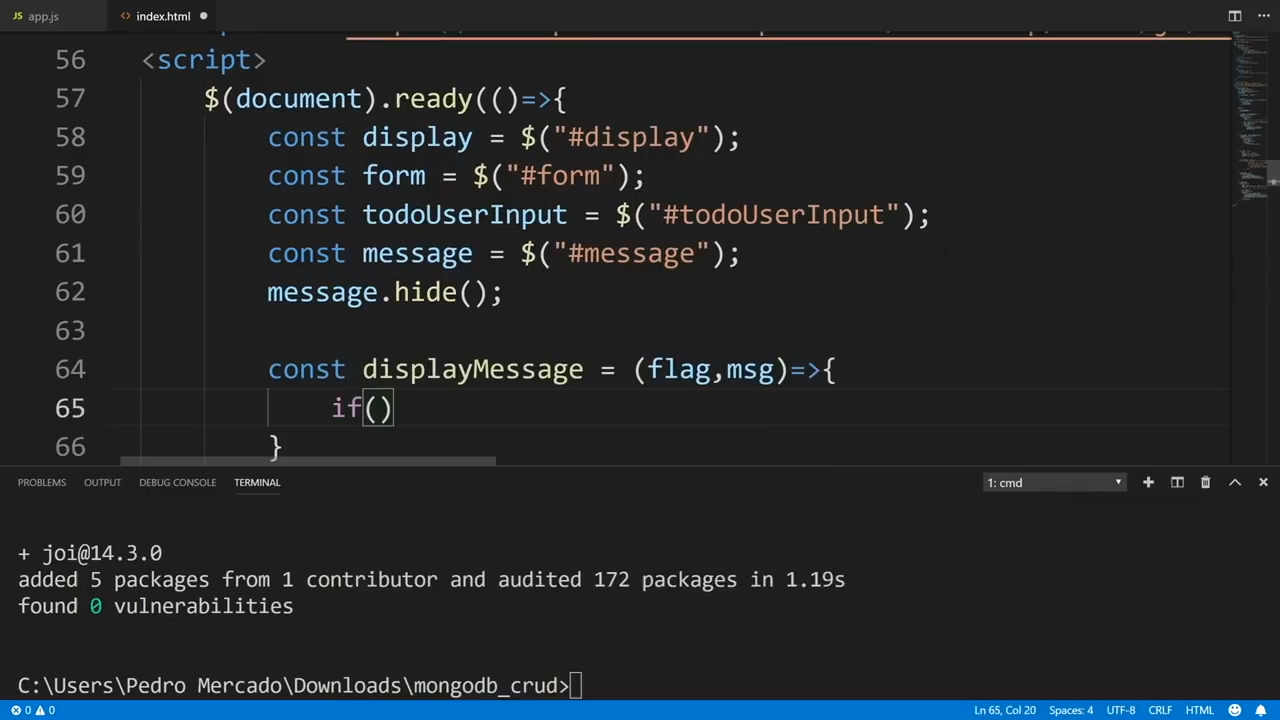 JS app.js <> index.html
56 <script>
57 $(document).ready(()=>{
58 const display = $("#display");
59 const form = $("#form");
60 const todoUserInput = $("#todoUserInput");
61 const message = $("#message");
62 message.hide();
63
64 const displayMessage = (flag,msg)=>{
65 if()
66 }
PROBLEMS OUTPUT DEBUG CONSOLE TERMINAL 1: cmd
+ joi@14.3.0
added 5 packages from 1 contributor and audited 172 packages in 1.19s
found 0 vulnerabilities
C:\Users\Pedro Mercado\Downloads\mongodb_crud>
0 0 Ln 65, Col 20 Spaces: 4 UTF-8 CRLF HTML